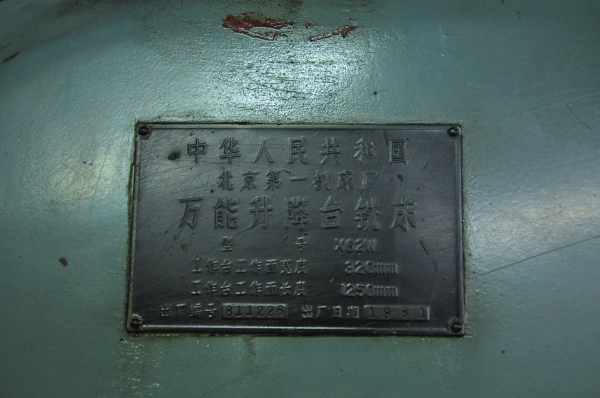 中华人民共和国
北京第一机床厂
万能升降台铣床
型 号 X62W
工作台工作面宽度 320mm
工作台工作面长度 1250mm
出厂编号 811226 出厂日期 1981